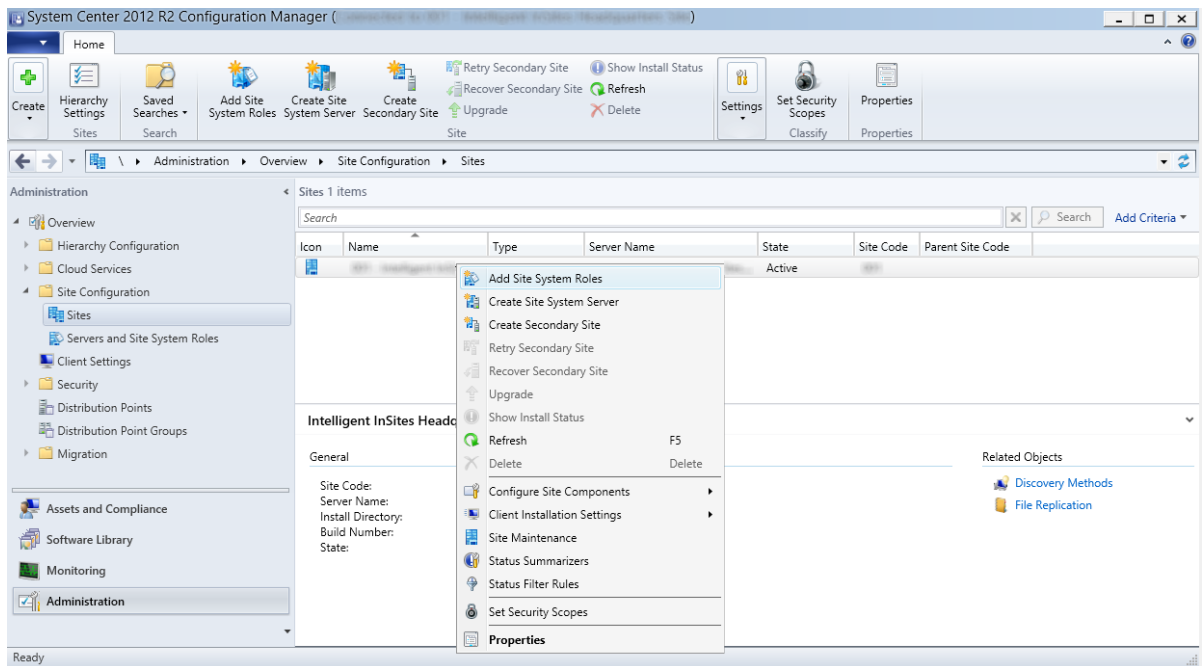 System Center 2012 R2 Configuration Manager (
)
Home
Create
Hierarchy Settings
Sites
Saved Searches
Search
Add Site System Roles
Create Site System Server
Create Secondary Site
Retry Secondary Site
Recover Secondary Site
Upgrade
Show Install Status
Refresh
Delete
Site
Settings
Set Security Scopes
Classify
Properties
Properties
\ Administration Overview Site Configuration Sites
Administration
Overview
Hierarchy Configuration
Cloud Services
Site Configuration
Sites
Servers and Site System Roles
Client Settings
Security
Distribution Points
Distribution Point Groups
Migration
Assets and Compliance
Software Library
Monitoring
Administration
Sites 1 items
Search
Search
Add Criteria
Icon Name Type Server Name State Site Code Parent Site Code
Active
Add Site System Roles
Create Site System Server
Create Secondary Site
Retry Secondary Site
Recover Secondary Site
Upgrade
Show Install Status
Refresh F5
Delete Delete
Configure Site Components
Client Installation Settings
Site Maintenance
Status Summarizers
Status Filter Rules
Set Security Scopes
Properties
Intelligent InSites Headq
General
Site Code:
Server Name:
Install Directory:
Build Number:
State:
Related Objects
Discovery Methods
File Replication
Ready